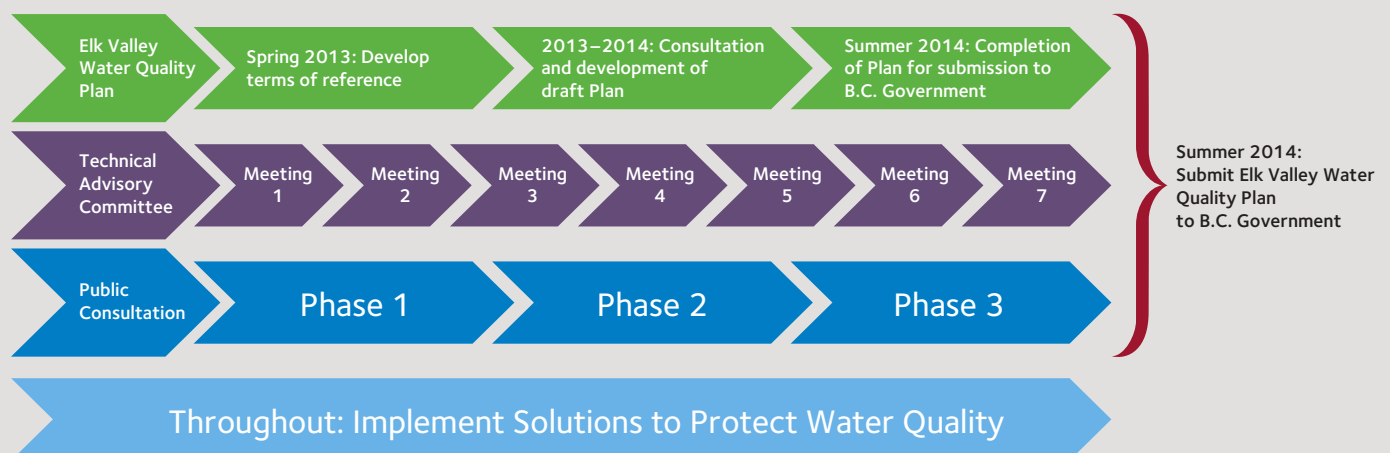 Elk Valley
Water Quality
Plan
Spring 2013: Develop
terms of reference
2013–2014: Consultation
and development of
draft Plan
Summer 2014: Completion
of Plan for submission to
B.C. Government
Technical
Advisory
Committee
Meeting
1
Meeting
2
Meeting
3
Meeting
4
Meeting
5
Meeting
6
Meeting
7
Public
Consultation
Phase 1
Phase 2
Phase 3
Summer 2014:
Submit Elk Valley Water
Quality Plan
to B.C. Government
Throughout: Implement Solutions to Protect Water Quality